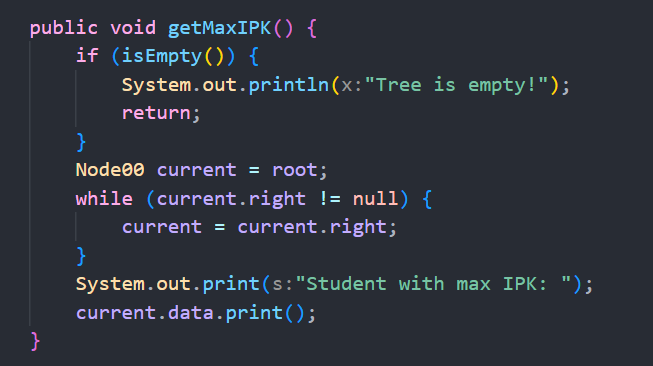 public void getMaxIPK() {
    if (isEmpty()) {
        System.out.println(x:"Tree is empty!");
        return;
    }
    Node00 current = root;
    while (current.right != null) {
        current = current.right;
    }
    System.out.print(s:"Student with max IPK: ");
    current.data.print();
}